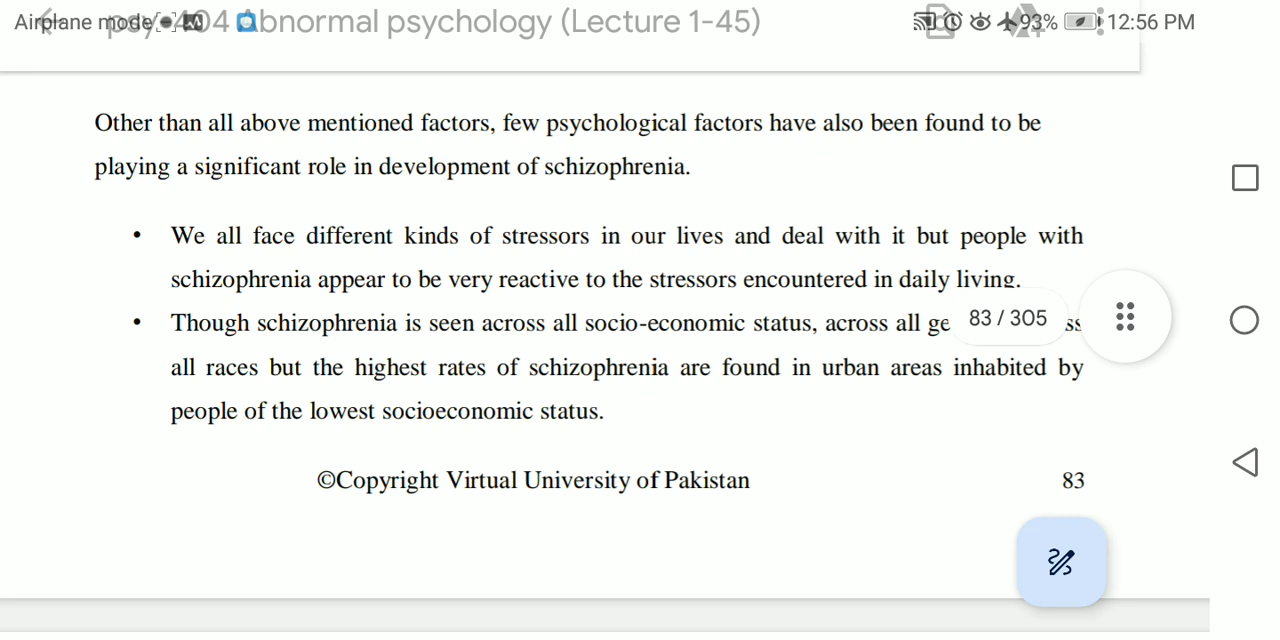 Airplane mode 93% 12:56 PM
psy 404 Abnormal psychology (Lecture 1-45)
Other than all above mentioned factors, few psychological factors have also been found to be
playing a significant role in development of schizophrenia.
• We all face different kinds of stressors in our lives and deal with it but people with
schizophrenia appear to be very reactive to the stressors encountered in daily living.
• Though schizophrenia is seen across all socio-economic status, across all
83 / 305
all races but the highest rates of schizophrenia are found in urban areas inhabited by
people of the lowest socioeconomic status.
©Copyright Virtual University of Pakistan 83